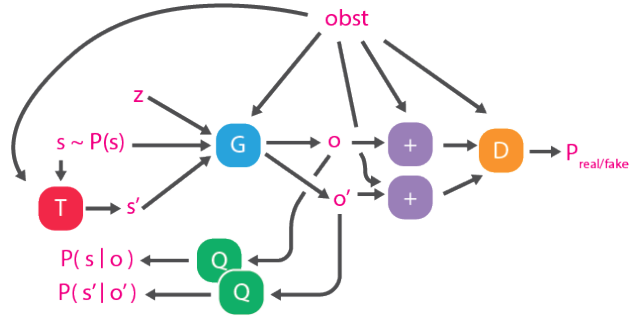 obst
z
s ~ P(s)
G
o
+
D
P real/fake
T
s′
o′
+
P( s | o )
Q
P( s′ | o′ )
Q